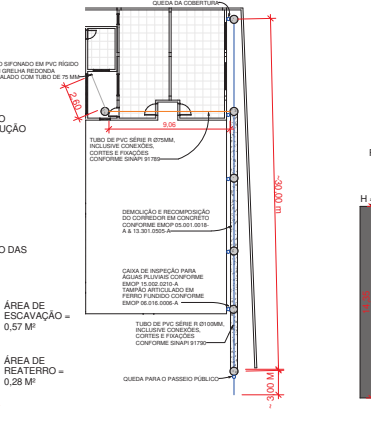 QUEDA DA COBERTURA
SIFONADO EM PVC RÍGIDO
GRELHA REDONDA
ALADO COM TUBO DE 75 MM
2,60
9,06
~30,00 m
UÇÃO
TUBO DE PVC SÉRIE R Ø75MM,
INCLUSIVE CONEXÕES,
CORTES E FIXAÇÕES
CONFORME SINAPI 91789
DEMOLIÇÃO E RECOMPOSIÇÃO
DO CORREDOR EM CONCRETO
CONFORME EMOP 05.001.0018-
A & 13.301.0505-A
O DAS
CAIXA DE INSPEÇÃO PARA
ÁGUAS PLUVIAIS CONFORME
EMOP 15.002.0210-A
TAMPÃO ARTICULADO EM
FERRO FUNDIDO CONFORME
EMOP 06.016.0006-A
ÁREA DE
ESCAVAÇÃO =
0,57 M²
TUBO DE PVC SÉRIE R Ø100MM,
INCLUSIVE CONEXÕES,
CORTES E FIXAÇÕES
CONFORME SINAPI 91790
ÁREA DE
REATERRO =
0,28 M²
QUEDA PARA O PASSEIO PÚBLICO
~ 3,00 M